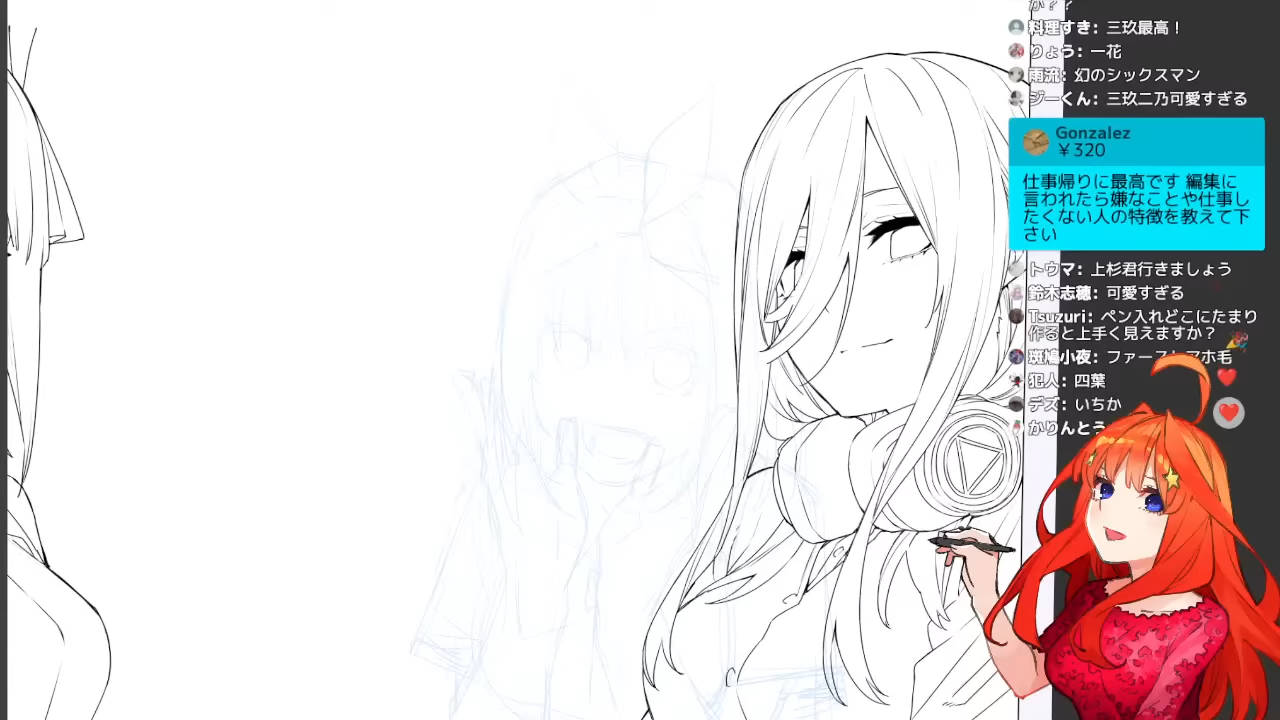 か？？
料理すき: 三玖最高！
りょう: 一花
雨流: 幻のシックスマン
ジーくん: 三玖二乃可愛すぎる
Gonzalez
￥320
仕事帰りに最高です 編集に
言われたら嫌なことや仕事し
たくない人の特徴を教えて下
さい
トウマ: 上杉君行きましょう
鈴木志穂: 可愛すぎる
Tsuzuri: ペン入れどこにたまり
作ると上手く見えますか？
斑鳩小夜: ファーストアホ毛
犯人: 四葉
デズ: いちか
かりんとう